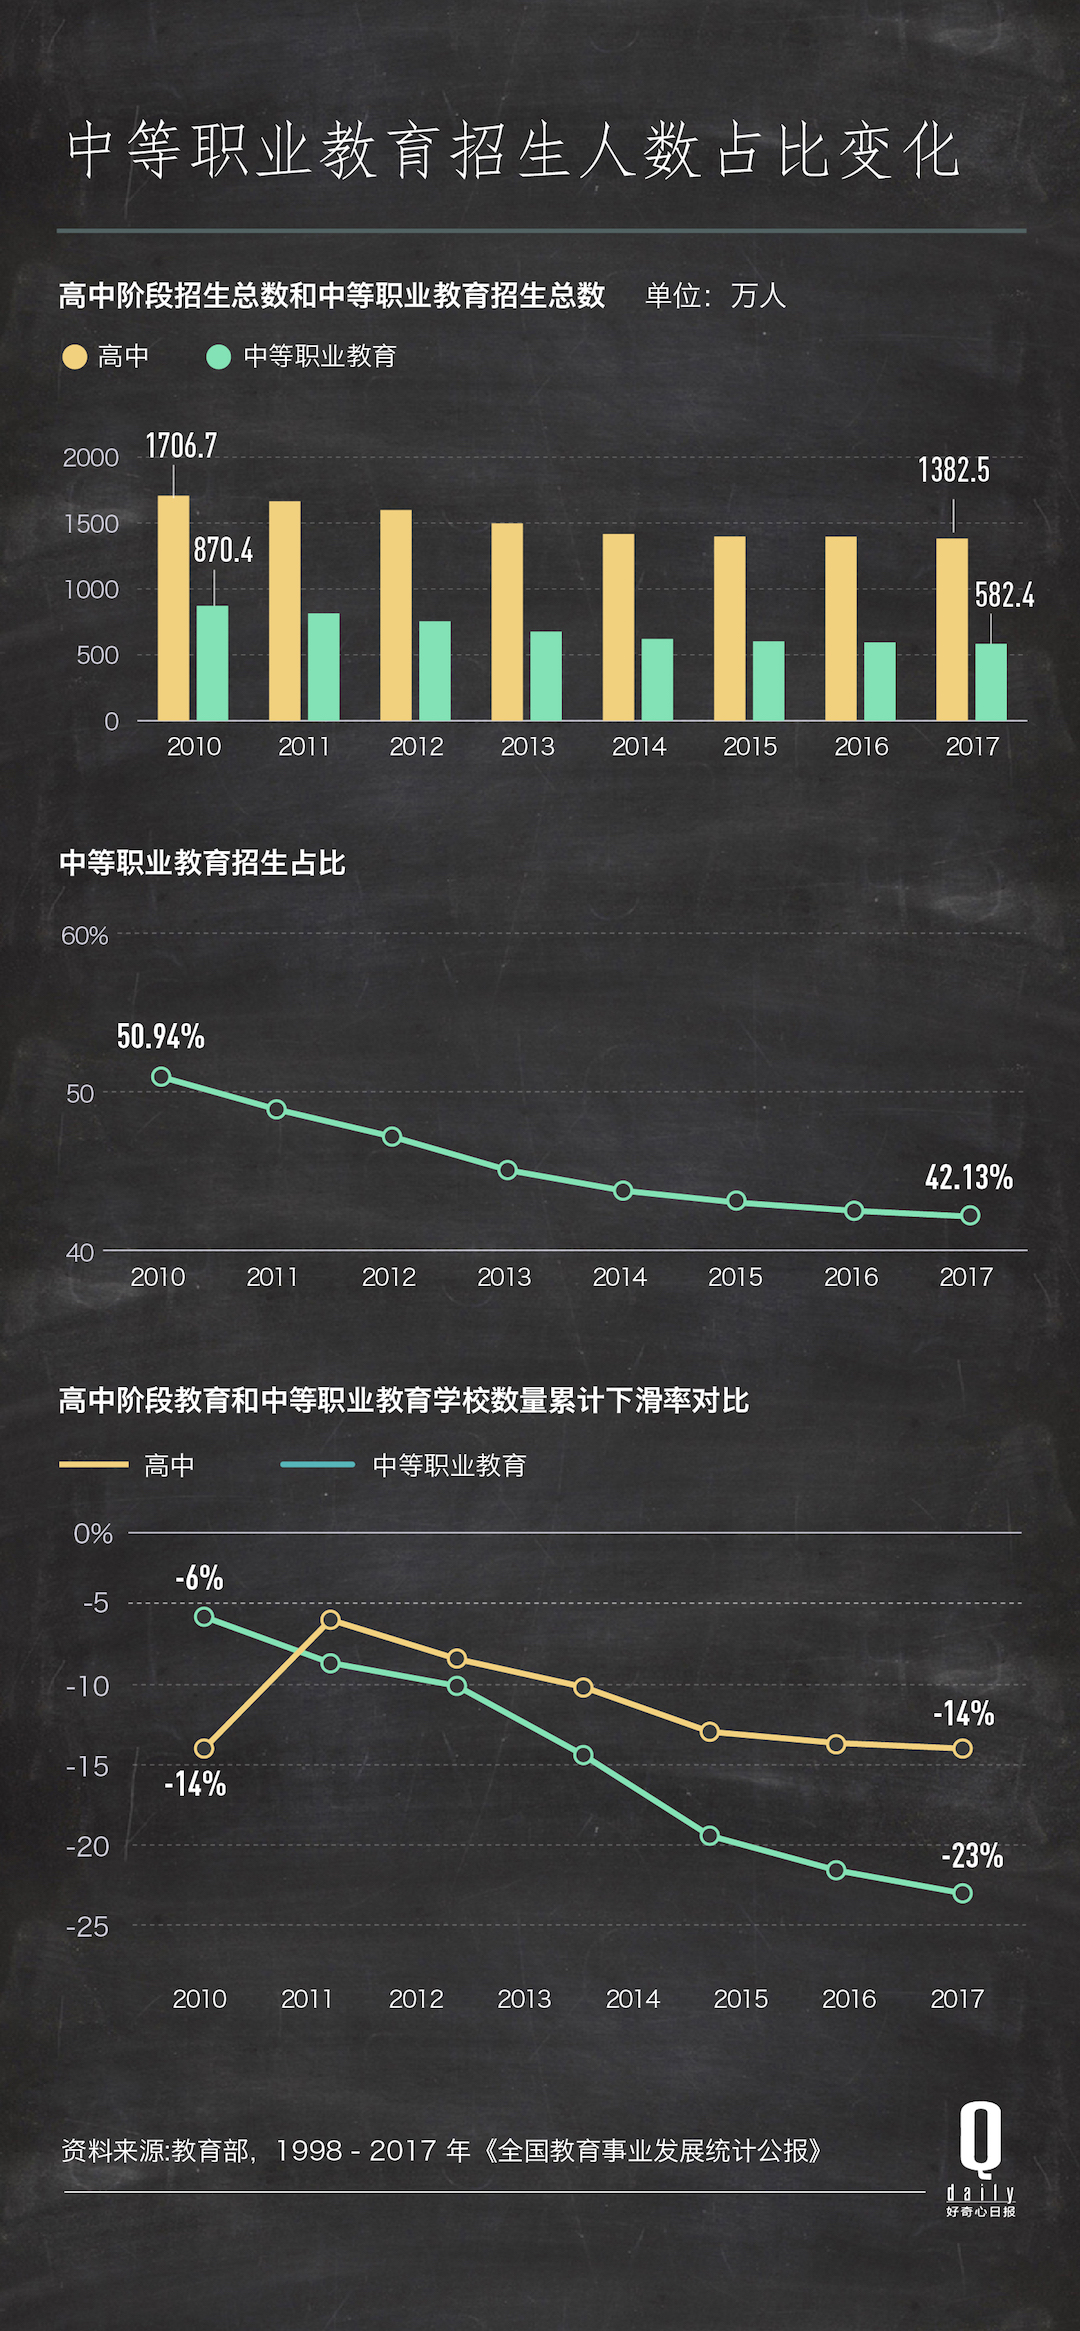 中等职业教育招生人数占比变化
高中阶段招生总数和中等职业教育招生总数 单位：万人
高中 中等职业教育
1706.7
2000
1382.5
1500
870.4
1000
582.4
500
0
2010 2011 2012 2013 2014 2015 2016 2017
中等职业教育招生占比
60%
50.94%
50
42.13%
40
2010 2011 2012 2013 2014 2015 2016 2017
高中阶段教育和中等职业教育学校数量累计下滑率对比
高中 中等职业教育
0%
-6%
-5
-10
-14%
-15
-14%
-20
-23%
-25
2010 2011 2012 2013 2014 2015 2016 2017
资料来源:教育部，1998 - 2017 年《全国教育事业发展统计公报》
Q
daily
好奇心日报